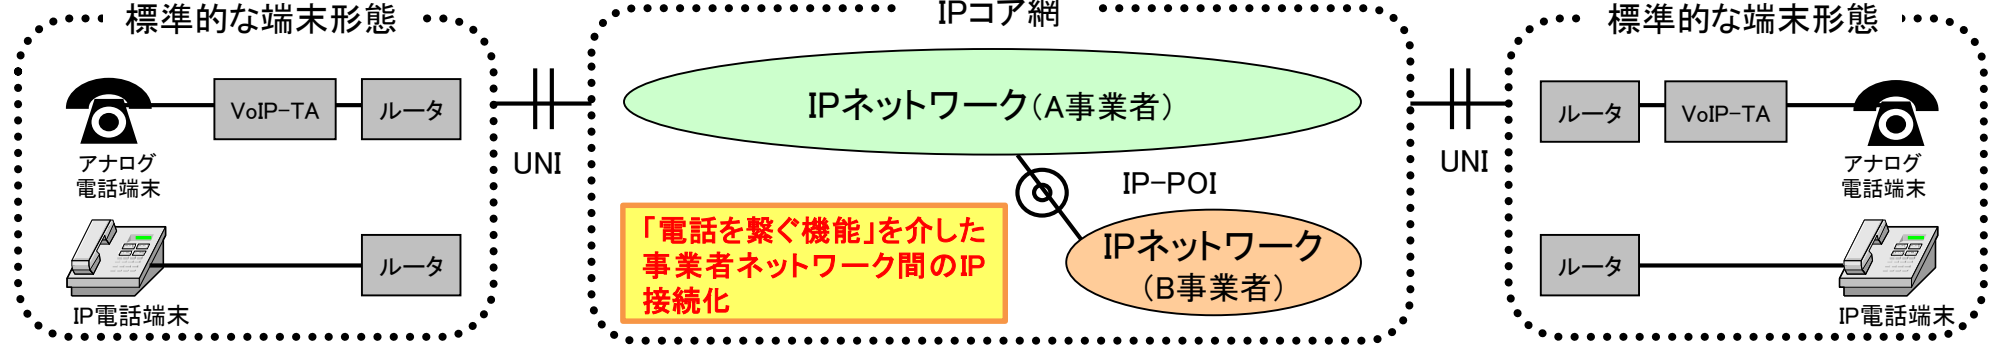 標準的な端末形態
VoIP-TA
ルータ
アナログ
電話端末
ルータ
IP電話端末
UNI
IPコア網
IPネットワーク(A事業者)
IP-POI
「電話を繋ぐ機能」を介した
事業者ネットワーク間のIP
接続化
IPネットワーク
(B事業者)
UNI
標準的な端末形態
ルータ
VoIP-TA
アナログ
電話端末
ルータ
IP電話端末